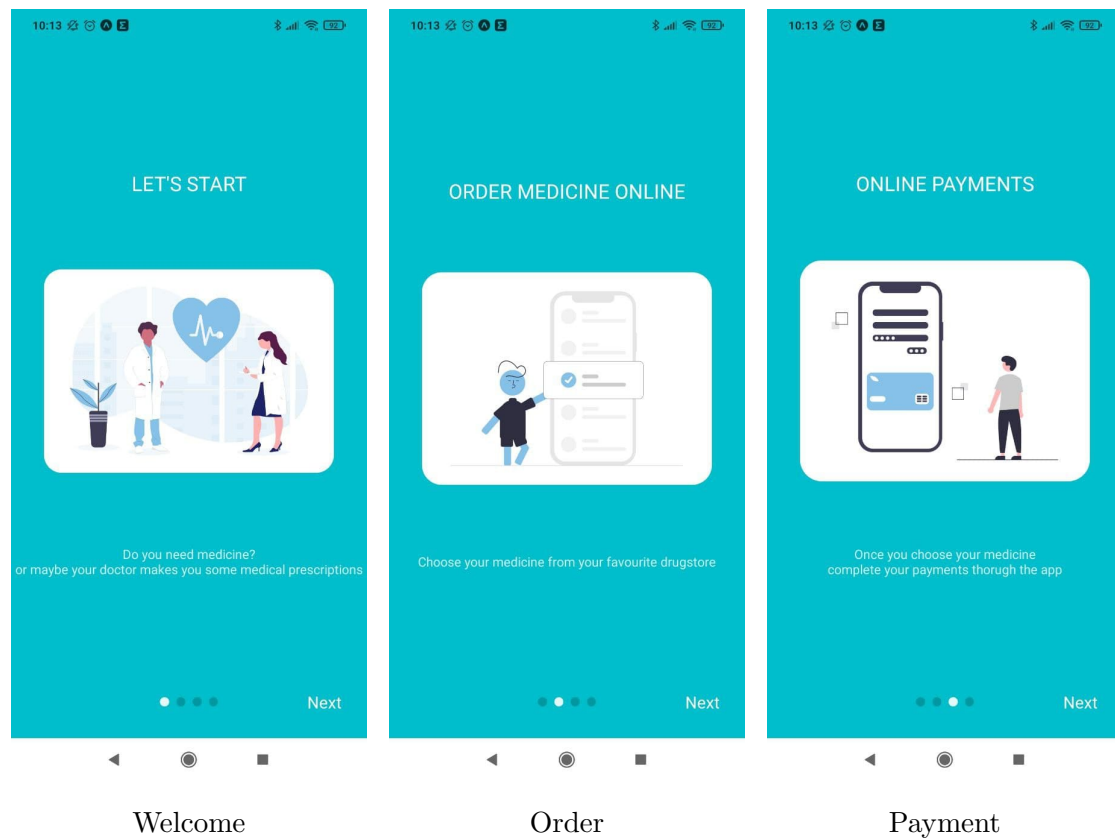 10:13
92
LET'S START
Do you need medicine?
or maybe your doctor makes you some medical prescriptions
Next
10:13
92
ORDER MEDICINE ONLINE
Choose your medicine from your favourite drugstore
Next
10:13
92
ONLINE PAYMENTS
Once you choose your medicine
complete your payments thorugh the app
Next
Welcome
Order
Payment